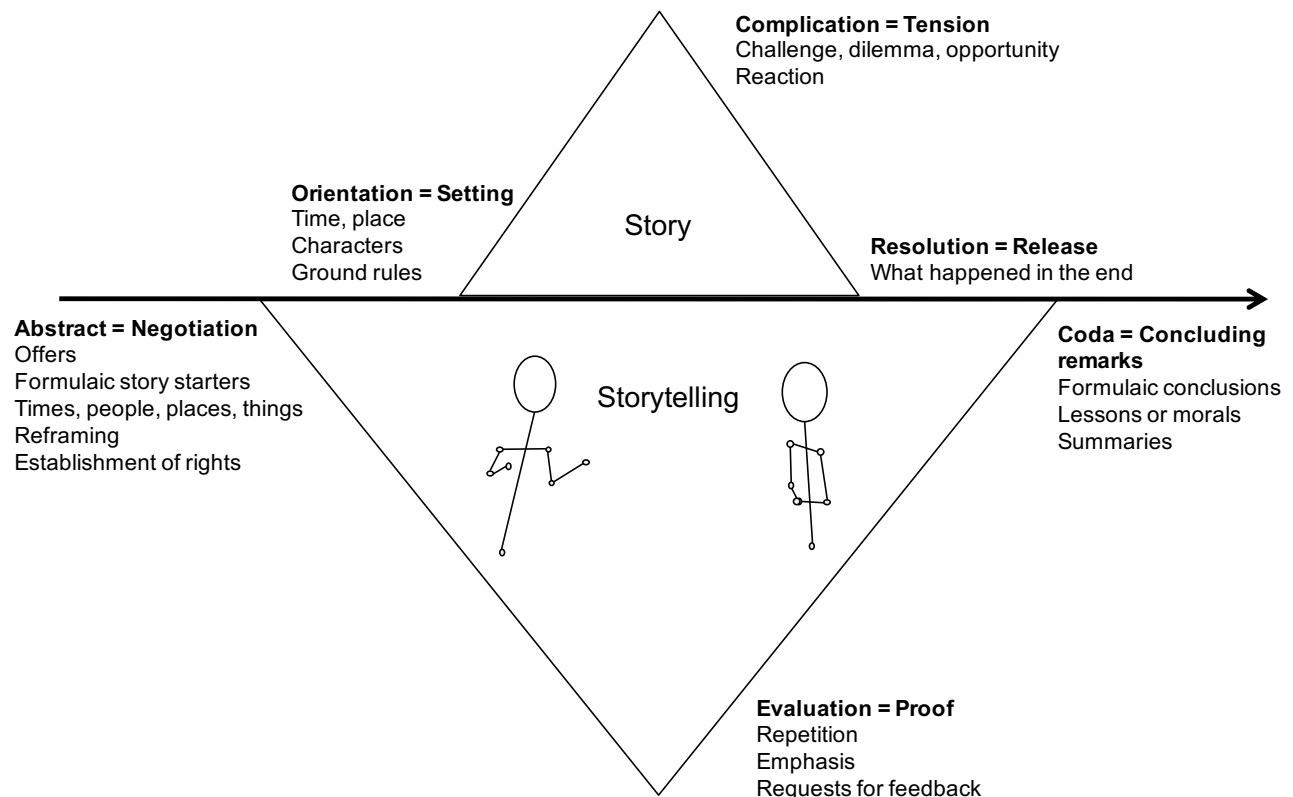 Complication = Tension
Challenge, dilemma, opportunity
Reaction
Orientation = Setting
Time, place
Characters
Ground rules
Story
Resolution = Release
What happened in the end
Abstract = Negotiation
Offers
Formulaic story starters
Times, people, places, things
Reframing
Establishment of rights
Storytelling
Coda = Concluding
remarks
Formulaic conclusions
Lessons or morals
Summaries
Evaluation = Proof
Repetition
Emphasis
Requests for feedback